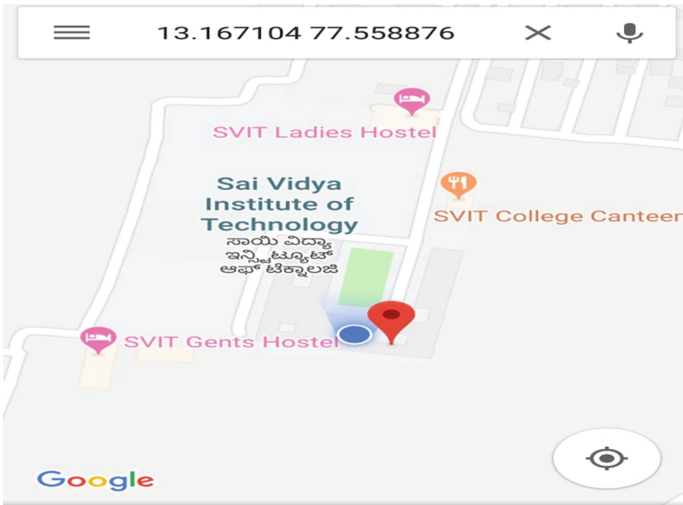 13.167104 77.558876
SVIT Ladies Hostel
Sai Vidya
Institute of
Technology
ಸಾಯಿ ವಿದ್ಯಾ
ಇನ್ಸ್ಟಿಟ್ಯೂಟ್
ಆಫ್ ಟೆಕ್ನಾಲಜಿ
SVIT College Canteen
SVIT Gents Hostel
Google